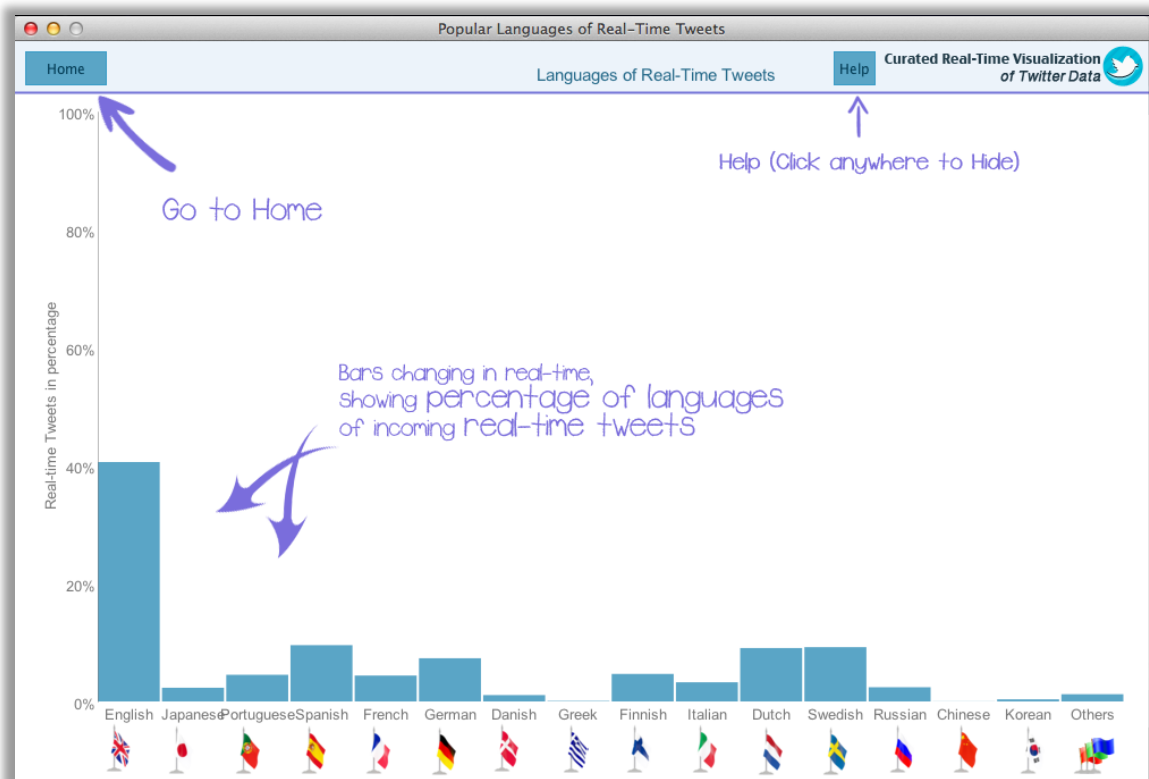 Popular Languages of Real-Time Tweets
Home
Languages of Real-Time Tweets
Help
Curated Real-Time Visualization
of Twitter Data
100%
Help (Click anywhere to Hide)
Go to Home
80%
Real-time Tweets in percentage
60%
Bars changing in real-time,
showing percentage of languages
of incoming real-time tweets
40%
20%
0%
English Japanese Portuguese Spanish French German Danish Greek Finnish Italian Dutch Swedish Russian Chinese Korean Others